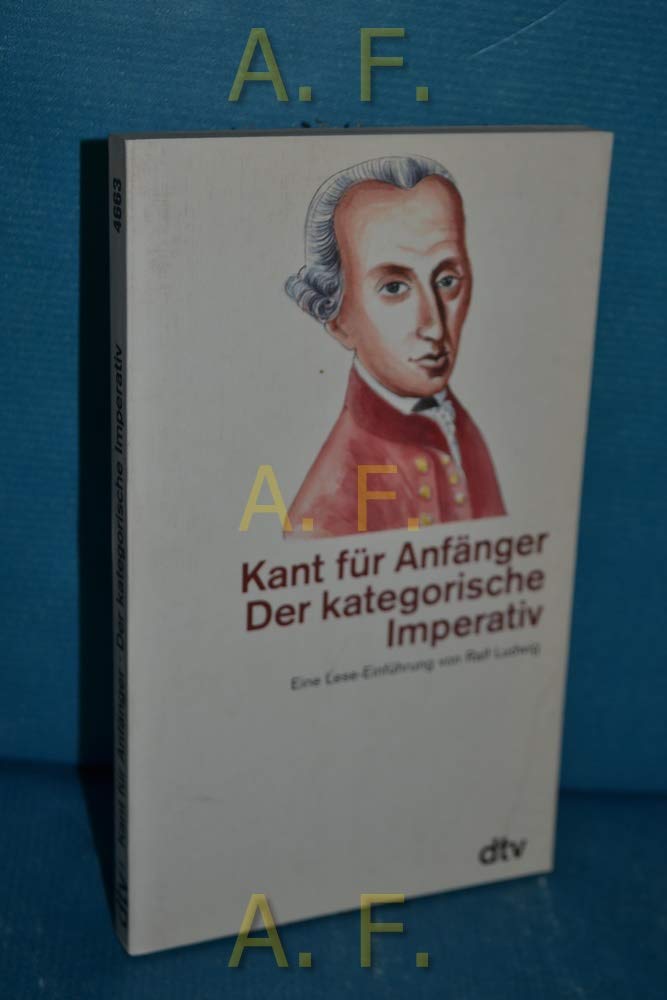 A. F.
4663
Kant für Anfänger · Der kategorische Imperativ
dtv
A. F.
Kant für Anfänger
Der kategorische
Imperativ
Eine Lese-Einführung von Ralf Ludwig
dtv
A. F.